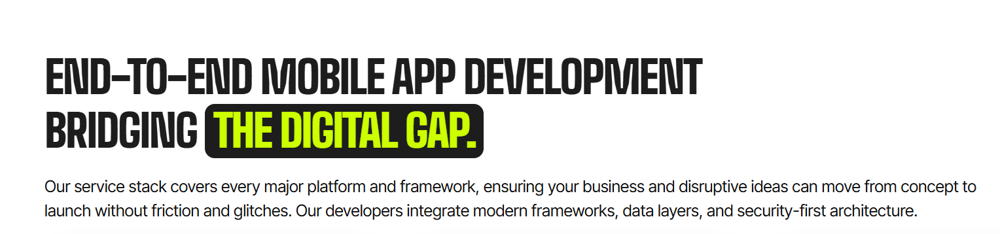 END–TO–END MOBILE APP DEVELOPMENT
BRIDGING THE DIGITAL GAP.
Our service stack covers every major platform and framework, ensuring your business and disruptive ideas can move from concept to
launch without friction and glitches. Our developers integrate modern frameworks, data layers, and security-first architecture.